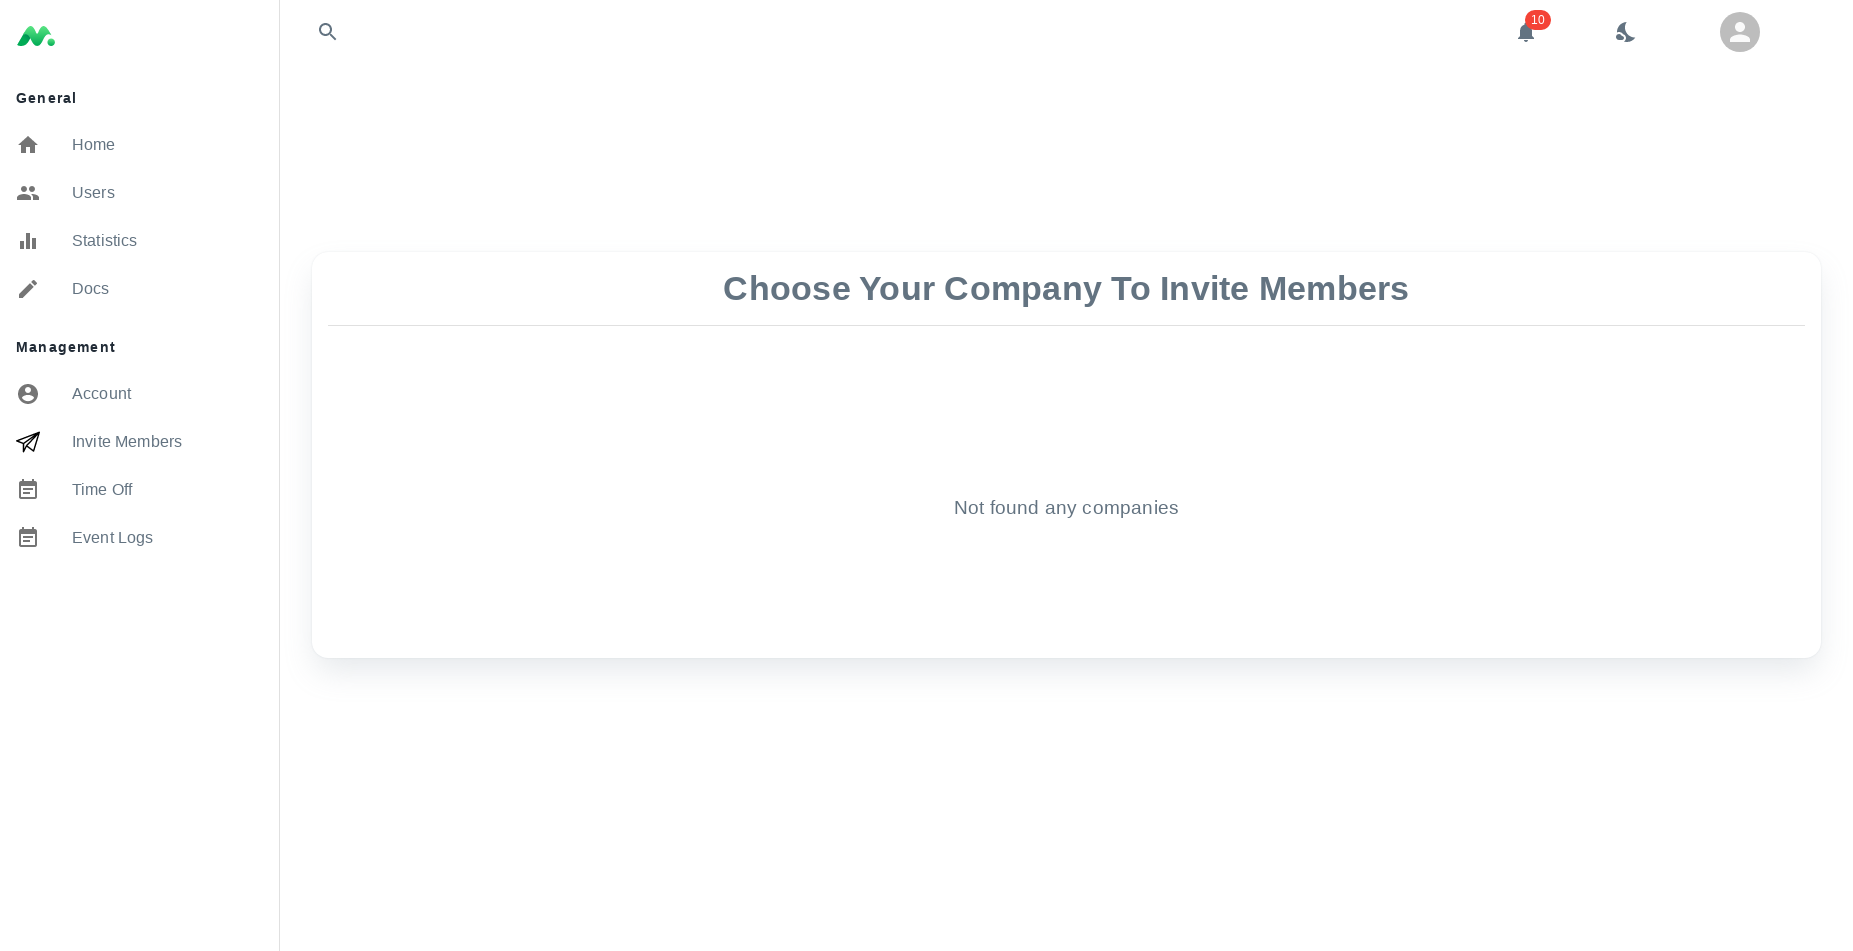 General
Home
Users
Statistics
Docs
Management
Account
Invite Members
Time Off
Event Logs
10
Choose Your Company To Invite Members
Not found any companies